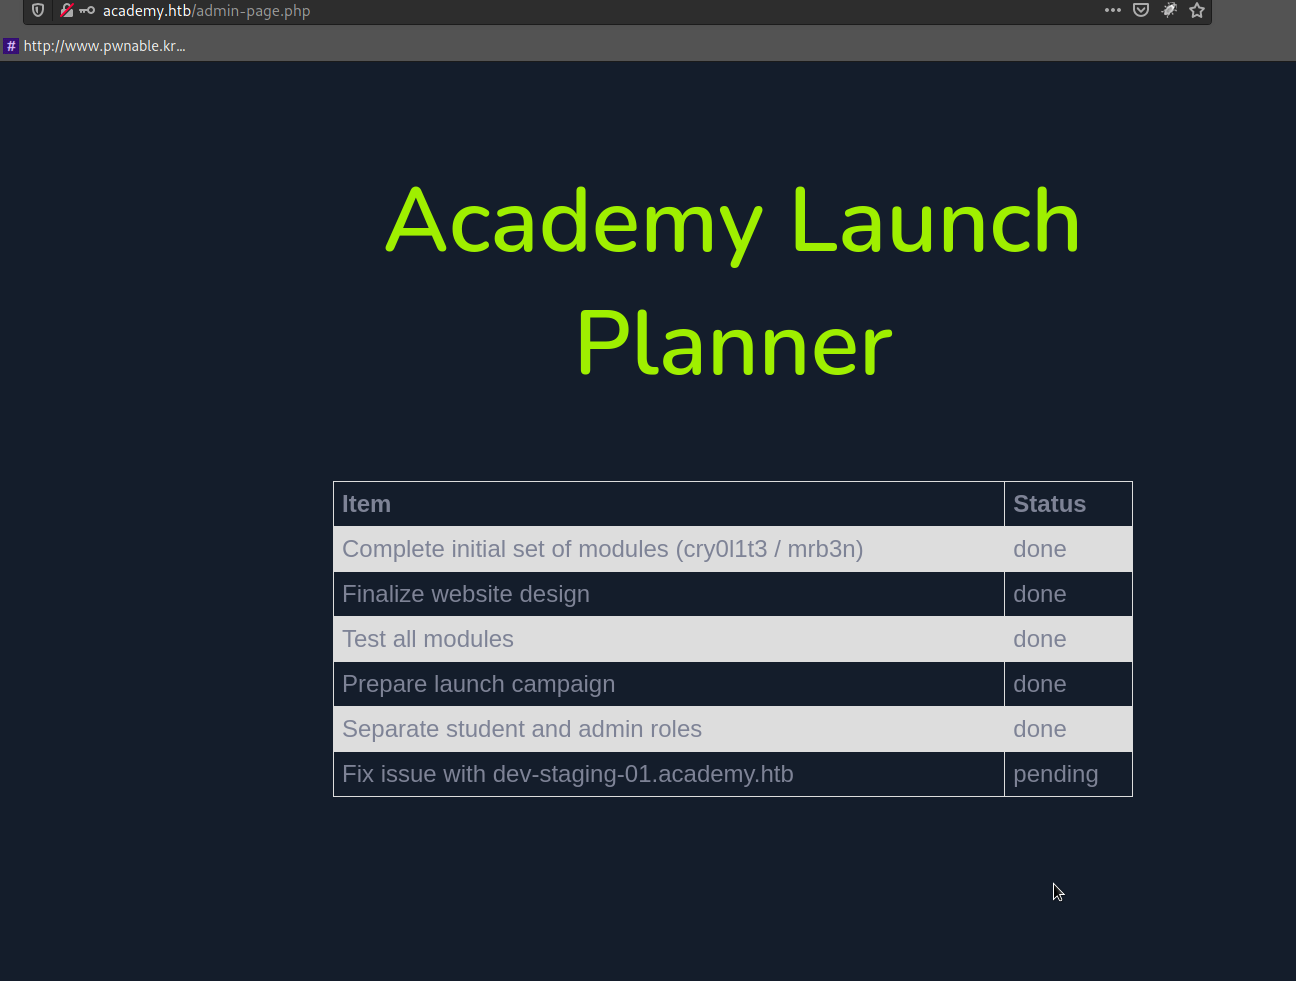 academy.htb/admin-page.php
# http://www.pwnable.kr...
Academy Launch
Planner
Item Status
Complete initial set of modules (cry0l1t3 / mrb3n) done
Finalize website design done
Test all modules done
Prepare launch campaign done
Separate student and admin roles done
Fix issue with dev-staging-01.academy.htb pending